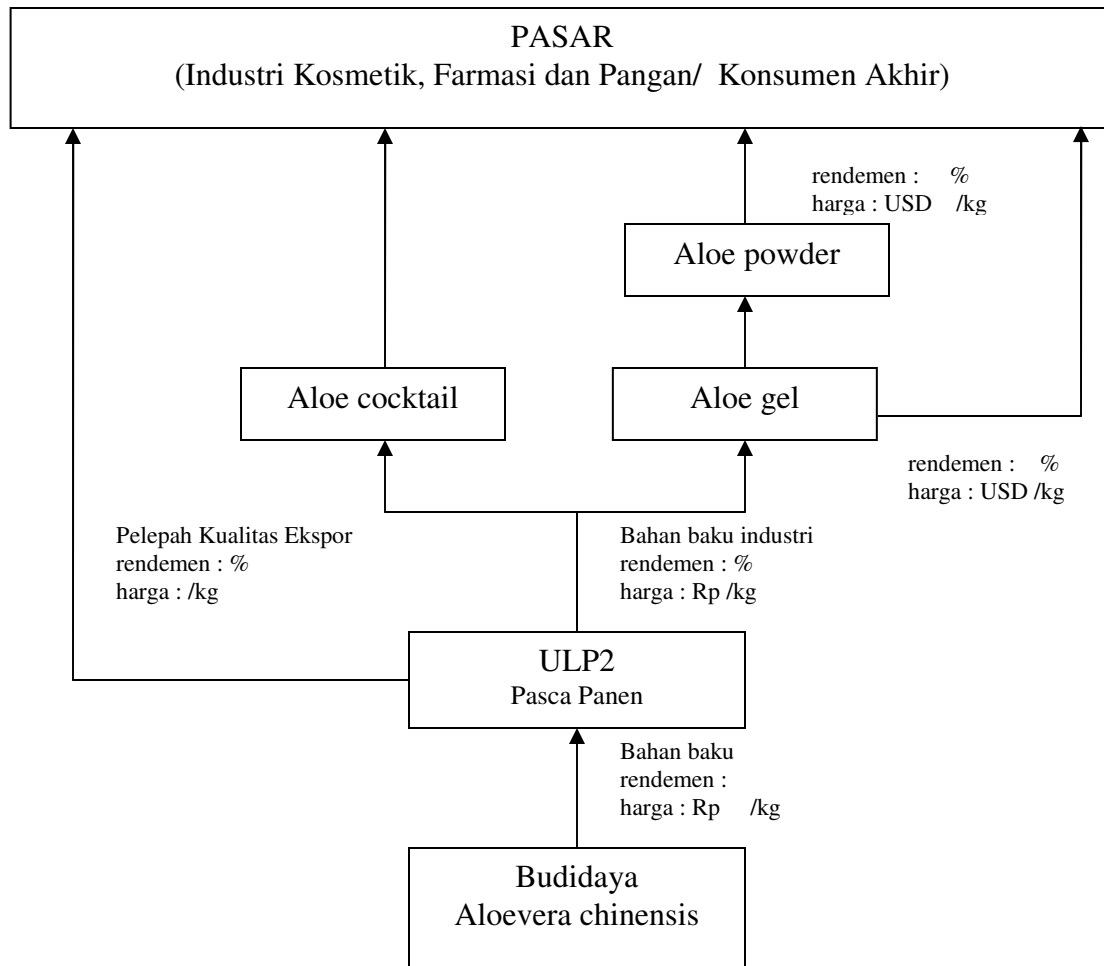 PASAR
(Industri Kosmetik, Farmasi dan Pangan/ Konsumen Akhir)
rendemen : %
harga : USD /kg
Aloe powder
Aloe cocktail
Aloe gel
rendemen : %
harga : USD /kg
Pelepah Kualitas Ekspor
rendemen : %
harga : /kg
Bahan baku industri
rendemen : %
harga : Rp /kg
ULP2
Pasca Panen
Bahan baku
rendemen :
harga : Rp /kg
Budidaya
Aloevera chinensis